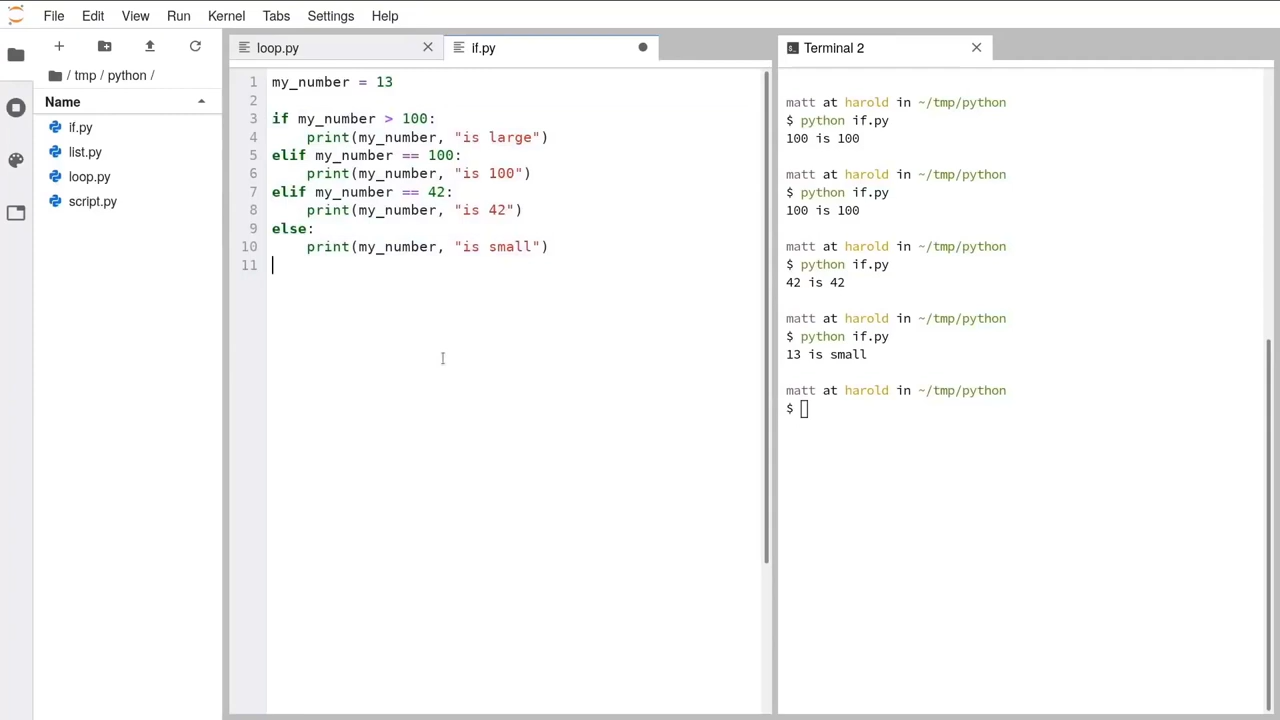 File Edit View Run Kernel Tabs Settings Help
/ tmp / python /
Name
if.py
list.py
loop.py
script.py
loop.py
if.py
1 my_number = 13
2
3 if my_number > 100:
4     print(my_number, "is large")
5 elif my_number == 100:
6     print(my_number, "is 100")
7 elif my_number == 42:
8     print(my_number, "is 42")
9 else:
10     print(my_number, "is small")
11
Terminal 2
matt at harold in ~/tmp/python
$ python if.py
100 is 100
matt at harold in ~/tmp/python
$ python if.py
100 is 100
matt at harold in ~/tmp/python
$ python if.py
42 is 42
matt at harold in ~/tmp/python
$ python if.py
13 is small
matt at harold in ~/tmp/python
$